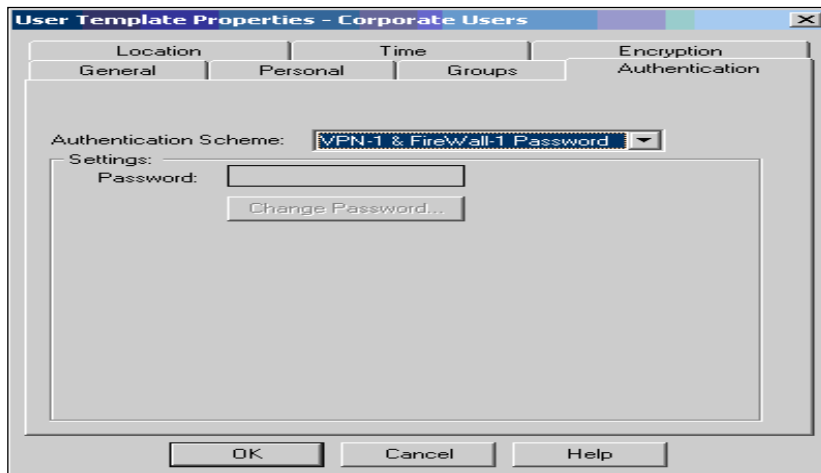 User Template Properties - Corporate Users
Location Time Encryption
General Personal Groups Authentication
Authentication Scheme: VPN-1 & FireWall-1 Password
Settings:
Password:
Change Password...
OK Cancel Help